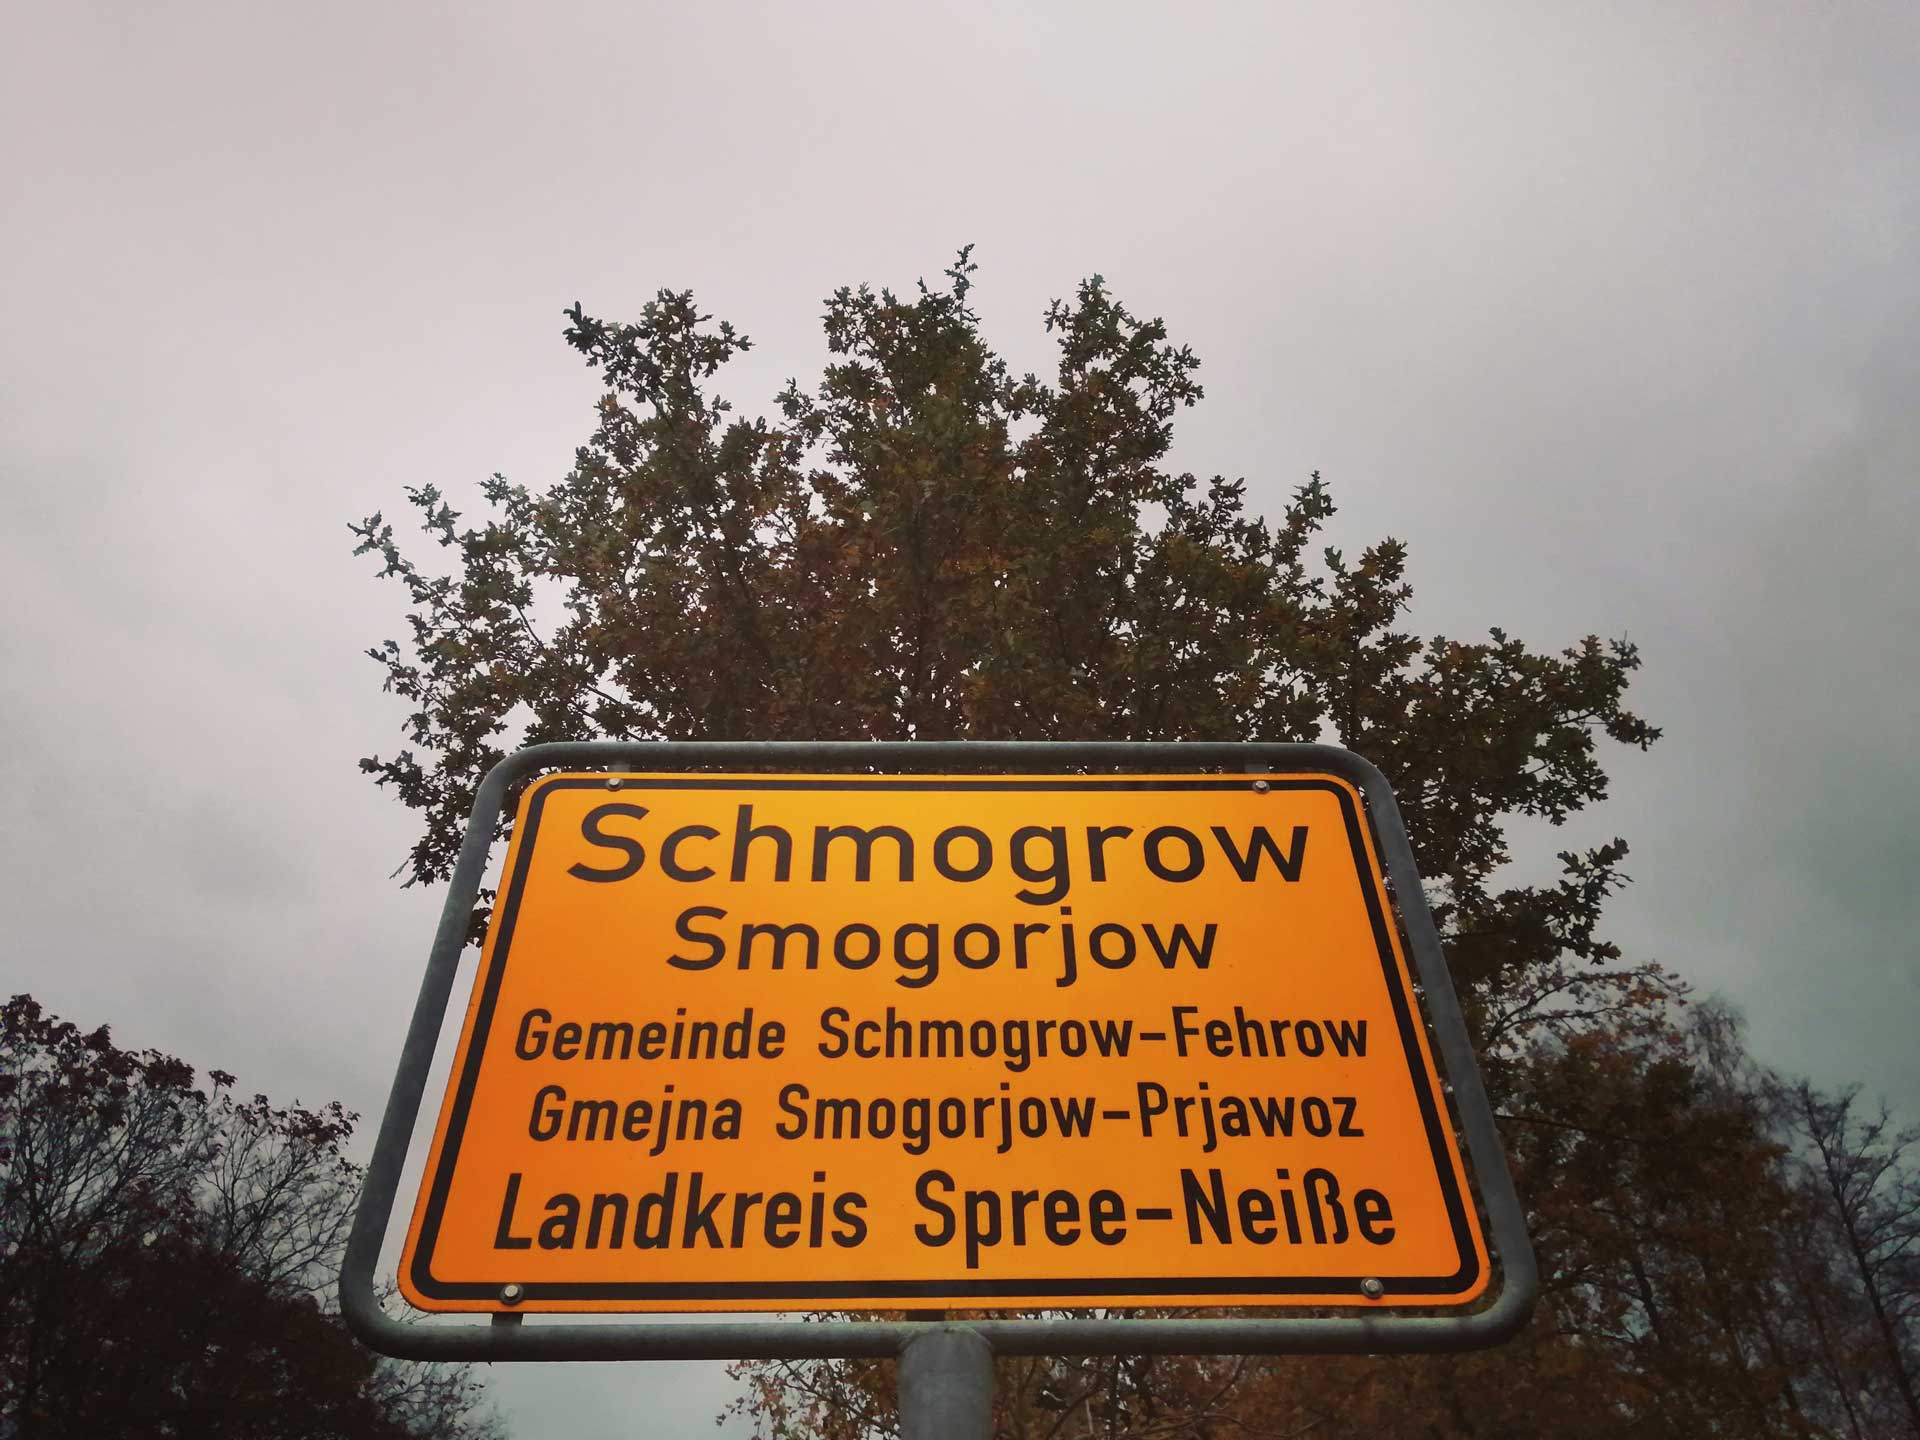 Schmogrow
Smogorjow
Gemeinde Schmogrow-Fehrow
Gmejna Smogorjow-Prjawoz
Landkreis Spree-Neiße